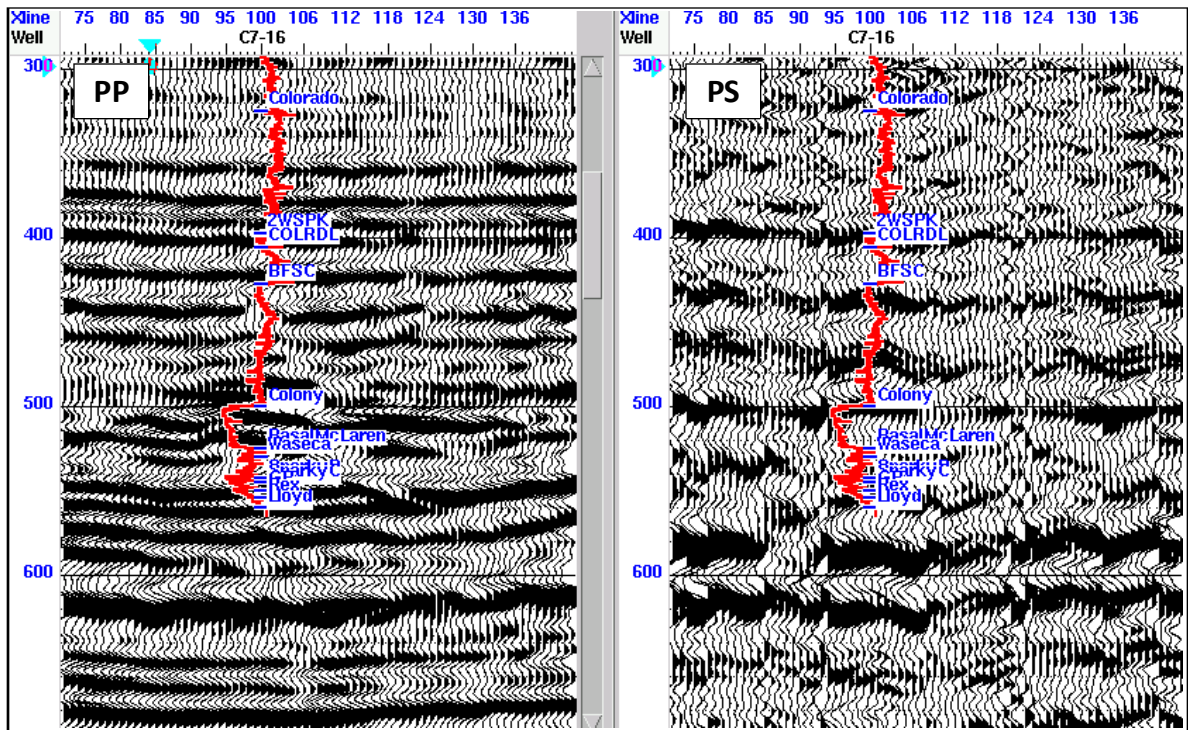 Xline 75 80 85 90 95 100 106 112 118 124 130 136
Well C7-16
300
PP
Colorado
2WSPK
400
COLRDL
BFSC
Colony
500
BasalMcLaren
Waseca
SparkyC
Rex
Lloyd
600
Xline 75 80 85 90 95 100 106 112 118 124 130 136
Well C7-16
300
PS
Colorado
2WSPK
400
COLRDL
BFSC
Colony
500
BasalMcLaren
Waseca
SparkyC
Rex
Lloyd
600